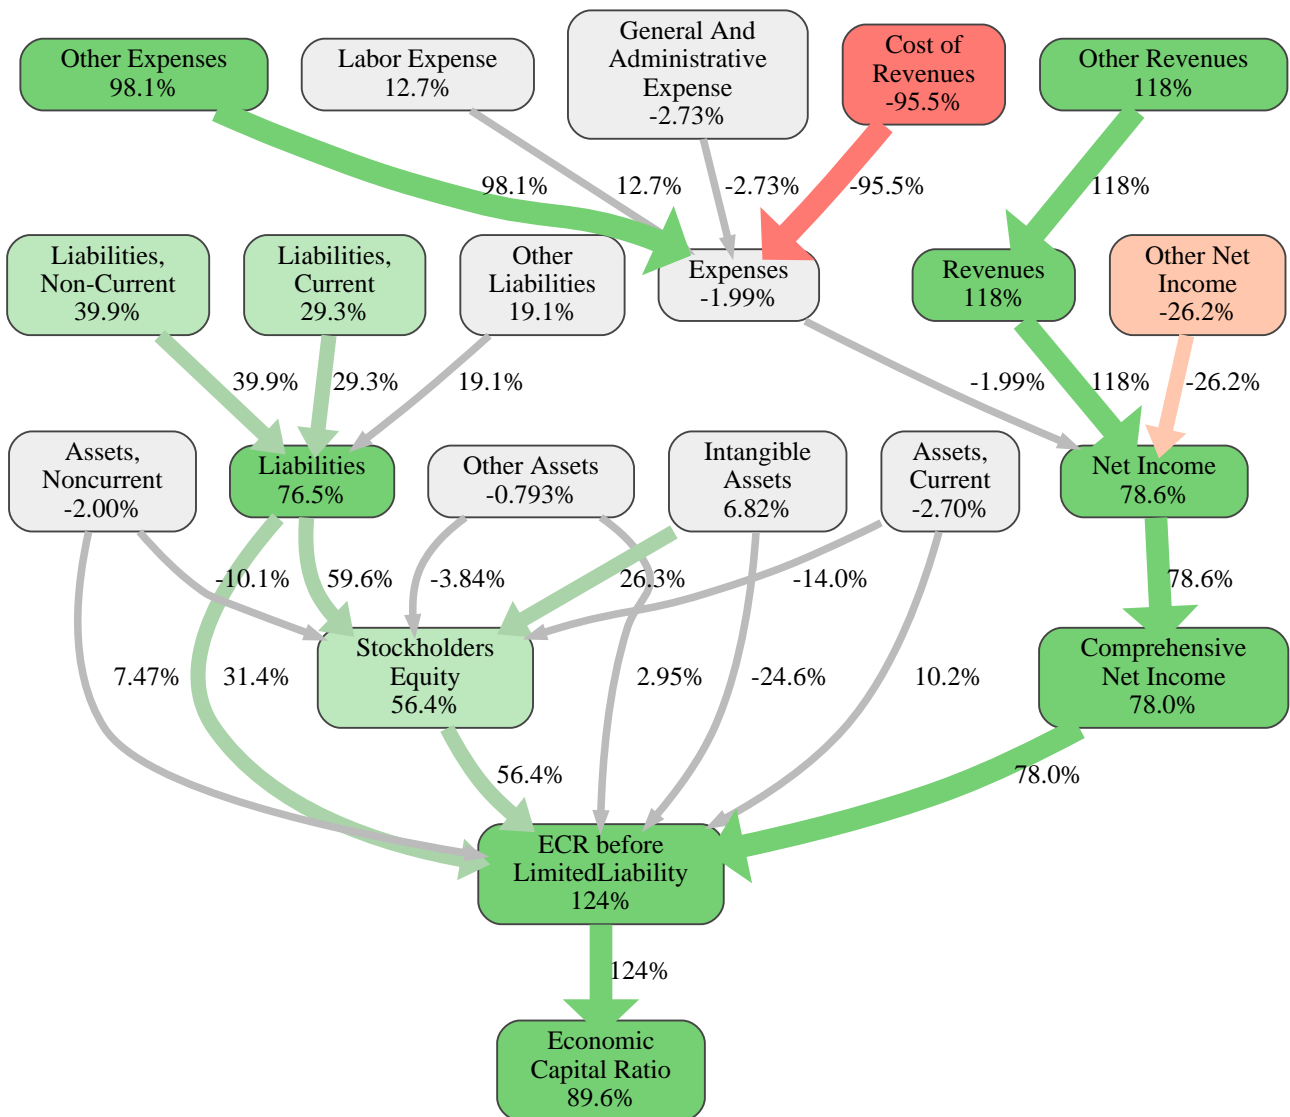 Other Expenses
98.1%
Labor Expense
12.7%
General And
Administrative
Expense
-2.73%
Cost of
Revenues
-95.5%
Other Revenues
118%
98.1%
12.7%
-2.73%
-95.5%
118%
Liabilities,
Non-Current
39.9%
Liabilities,
Current
29.3%
Other
Liabilities
19.1%
Expenses
-1.99%
Revenues
118%
Other Net
Income
-26.2%
39.9%
29.3%
19.1%
-1.99%
118%
-26.2%
Assets,
Noncurrent
-2.00%
Liabilities
76.5%
Other Assets
-0.793%
Intangible
Assets
6.82%
Assets,
Current
-2.70%
Net Income
78.6%
-10.1%
59.6%
-3.84%
26.3%
-14.0%
78.6%
Stockholders
Equity
56.4%
Comprehensive
Net Income
78.0%
7.47%
31.4%
2.95%
-24.6%
10.2%
56.4%
78.0%
ECR before
LimitedLiability
124%
124%
Economic
Capital Ratio
89.6%